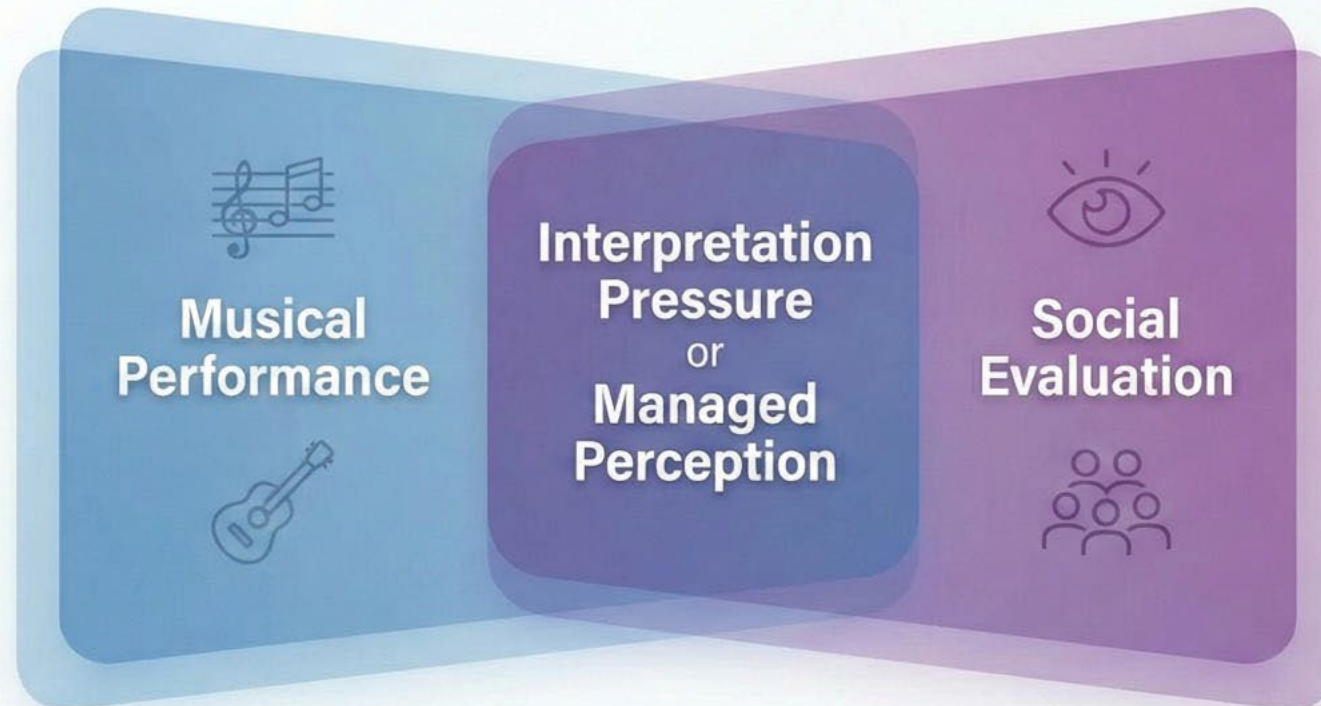 Musical
Performance
Interpretation
Pressure
or
Managed
Perception
Social
Evaluation